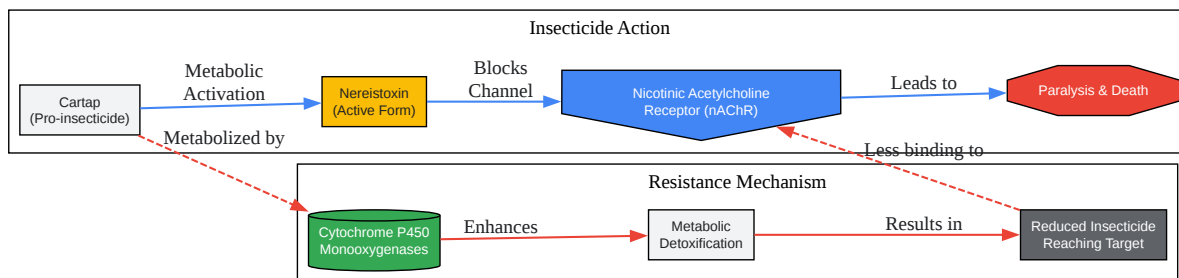 Insecticide Action
Metabolic
Activation
Blocks
Channel
Leads to
Cartap
(Pro-insecticide)
Nereistoxin
(Active Form)
Nicotinic Acetylcholine
Receptor (nAChR)
Paralysis & Death
Metabolized by
Less binding to
Resistance Mechanism
Cytochrome P450
Monooxygenases
Enhances
Metabolic
Detoxification
Results in
Reduced Insecticide
Reaching Target